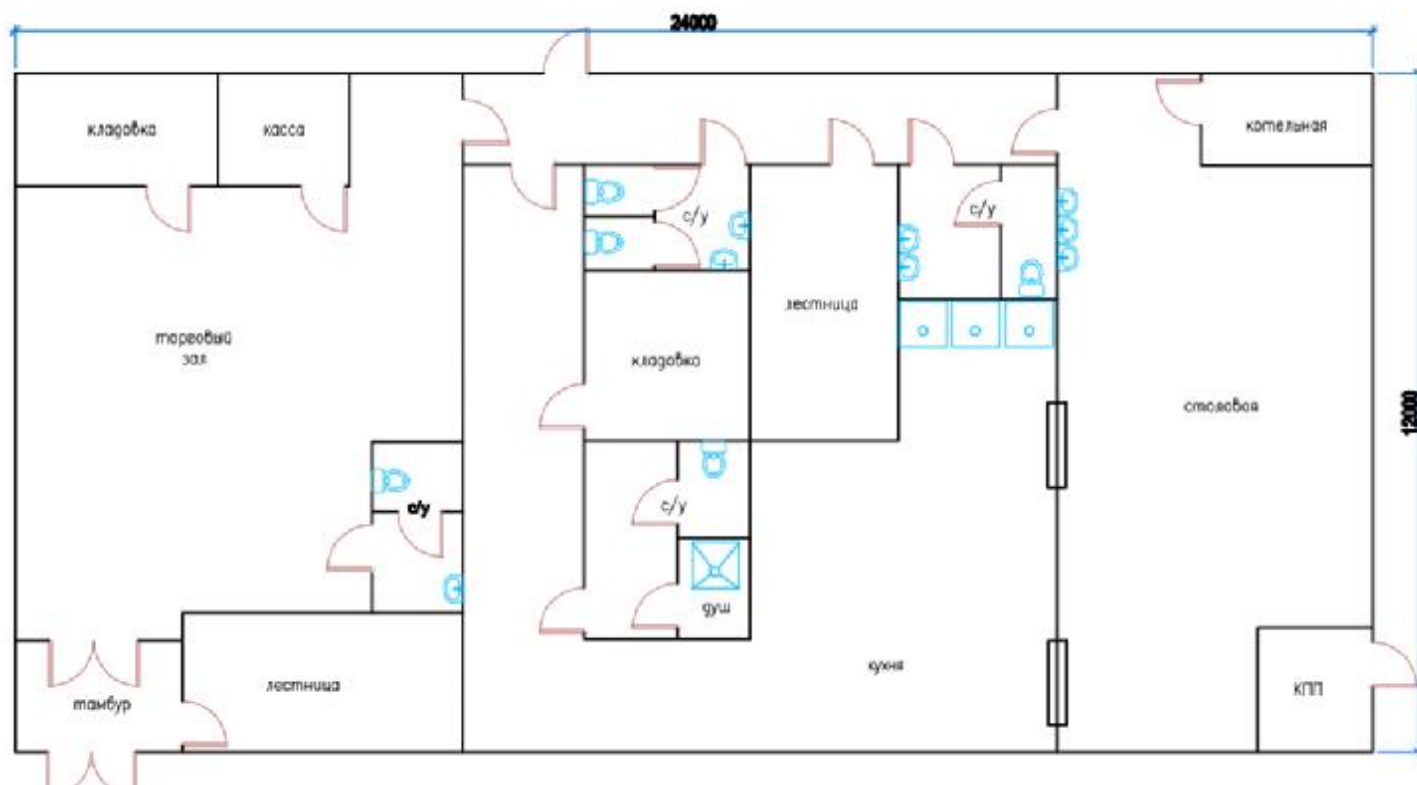 24000
кладовка
касса
котельная
с/у
с/у
лестница
торговый
зал
кладовка
столовая
12000
с/у
с/у
душ
кухня
лестница
КПП
тамбур